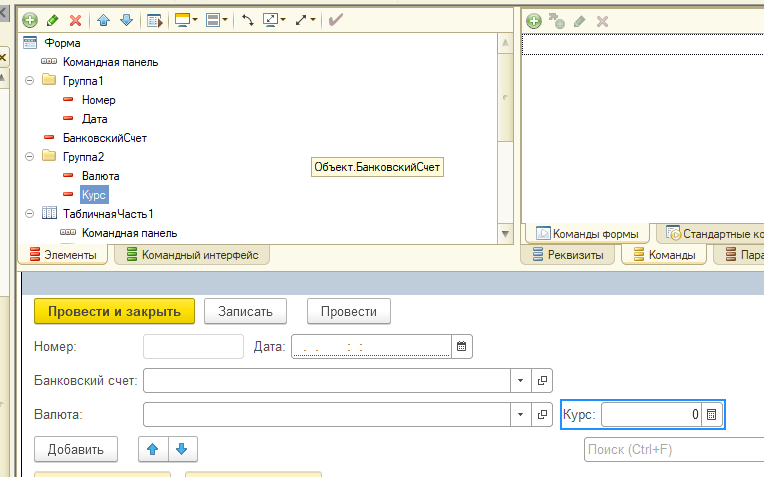 Форма
Командная панель
Группа1
Номер
Дата
БанковскийСчет
Группа2
Объект.БанковскийСчет
Валюта
Курс
ТабличнаяЧасть1
Командная панель
Команды формы
Стандартные ко
Элементы
Командный интерфейс
Реквизиты
Команды
Пара
Провести и закрыть
Записать
Провести
Номер:
Дата:
. . : :
Банковский счет:
Валюта:
Курс:
0
Добавить
Поиск (Ctrl+F)